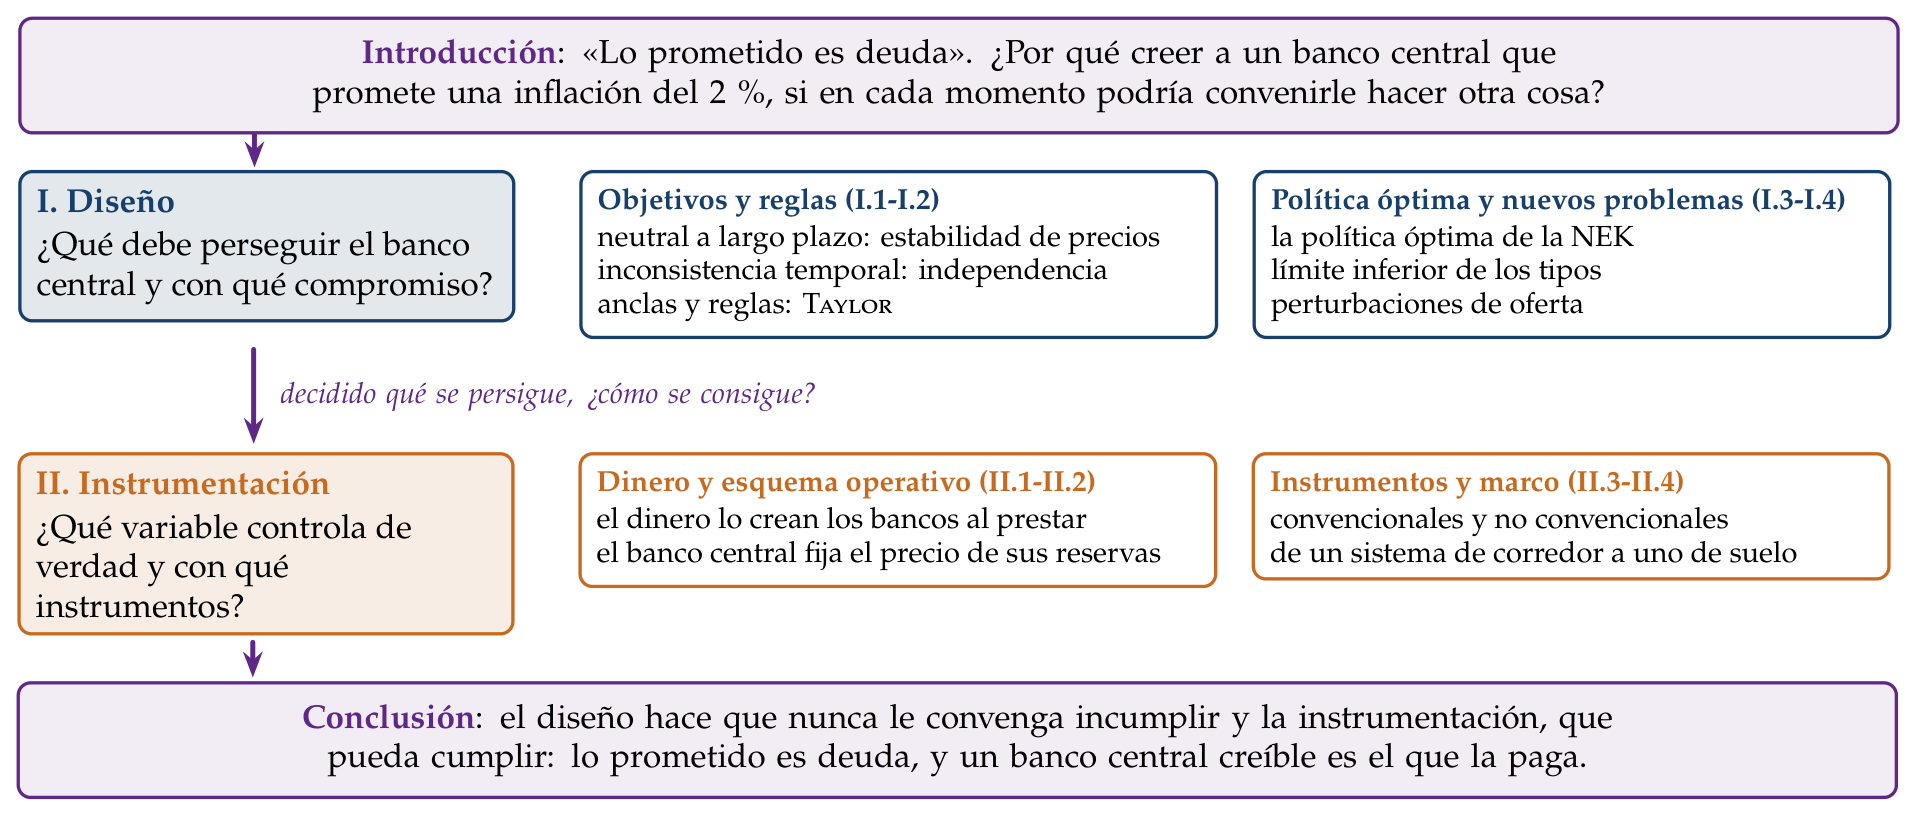 Introducción: «Lo prometido es deuda». ¿Por qué creer a un banco central que
promete una inflación del 2 %, si en cada momento podría convenirle hacer otra cosa?
I. Diseño
¿Qué debe perseguir el banco
central y con qué compromiso?
Objetivos y reglas (I.1-I.2)
neutral a largo plazo: estabilidad de precios
inconsistencia temporal: independencia
anclas y reglas: TAYLOR
Política óptima y nuevos problemas (I.3-I.4)
la política óptima de la NEK
límite inferior de los tipos
perturbaciones de oferta
decidido qué se persigue, ¿cómo se consigue?
II. Instrumentación
¿Qué variable controla de
verdad y con qué
instrumentos?
Dinero y esquema operativo (II.1-II.2)
el dinero lo crean los bancos al prestar
el banco central fija el precio de sus reservas
Instrumentos y marco (II.3-II.4)
convencionales y no convencionales
de un sistema de corredor a uno de suelo
Conclusión: el diseño hace que nunca le convenga incumplir y la instrumentación, que
pueda cumplir: lo prometido es deuda, y un banco central creíble es el que la paga.